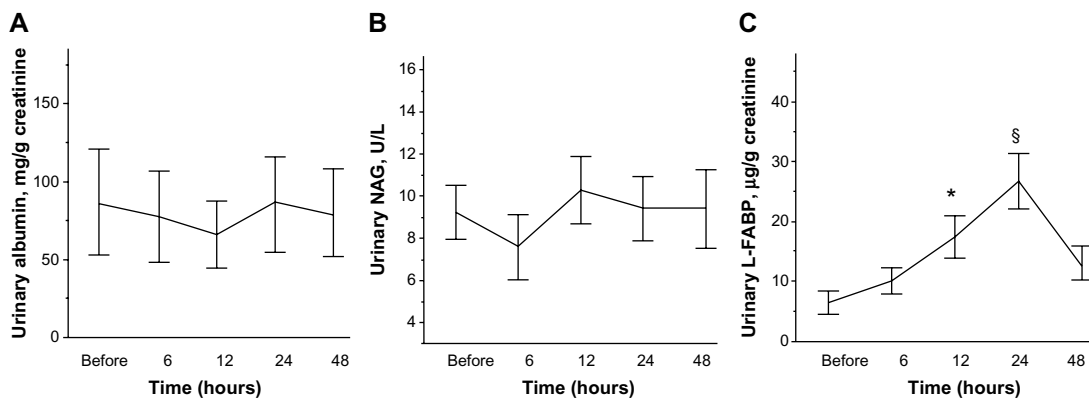 A
Urinary albumin, mg/g creatinine
150
100
50
0
Before 6 12 24 48
Time (hours)
B
Urinary NAG, U/L
16
14
12
10
8
6
4
Before 6 12 24 48
Time (hours)
C
Urinary L-FABP, μg/g creatinine
40
30
20
10
0
*
§
Before 6 12 24 48
Time (hours)